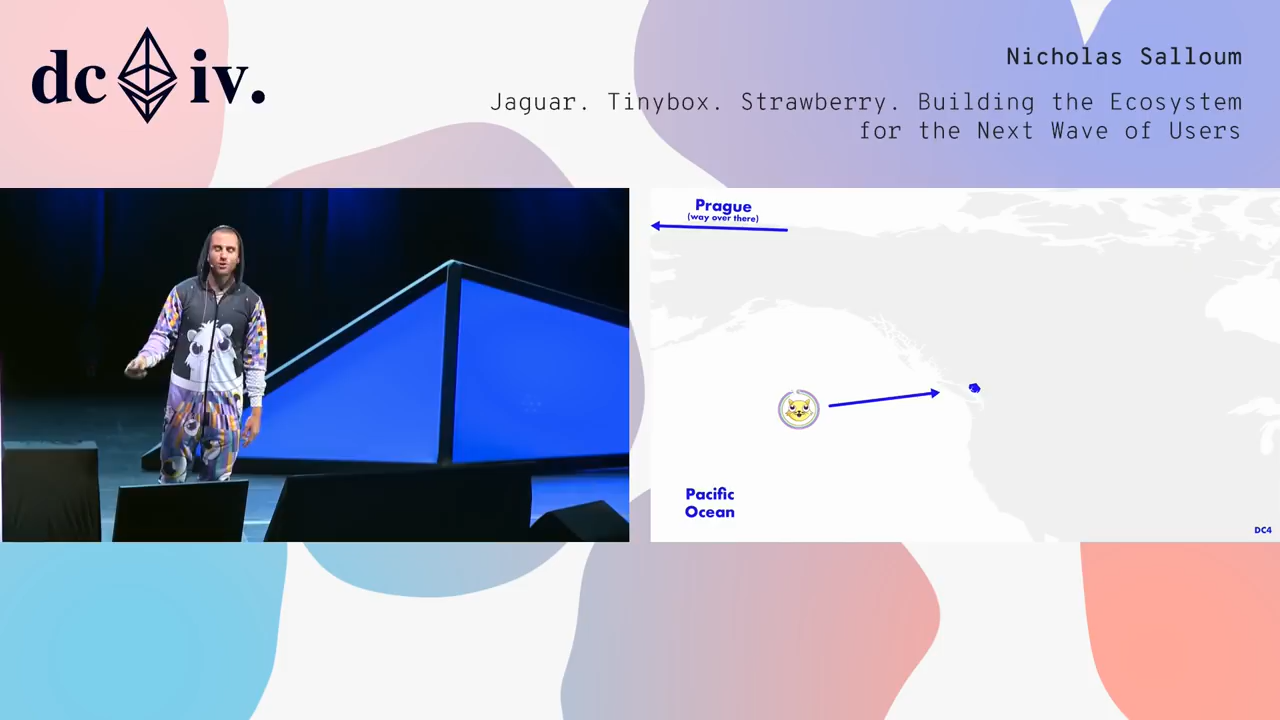 dc iv.
Nicholas Salloum
Jaguar. Tinybox. Strawberry. Building the Ecosystem
for the Next Wave of Users
Prague
(way over there)
Pacific
Ocean
DC4